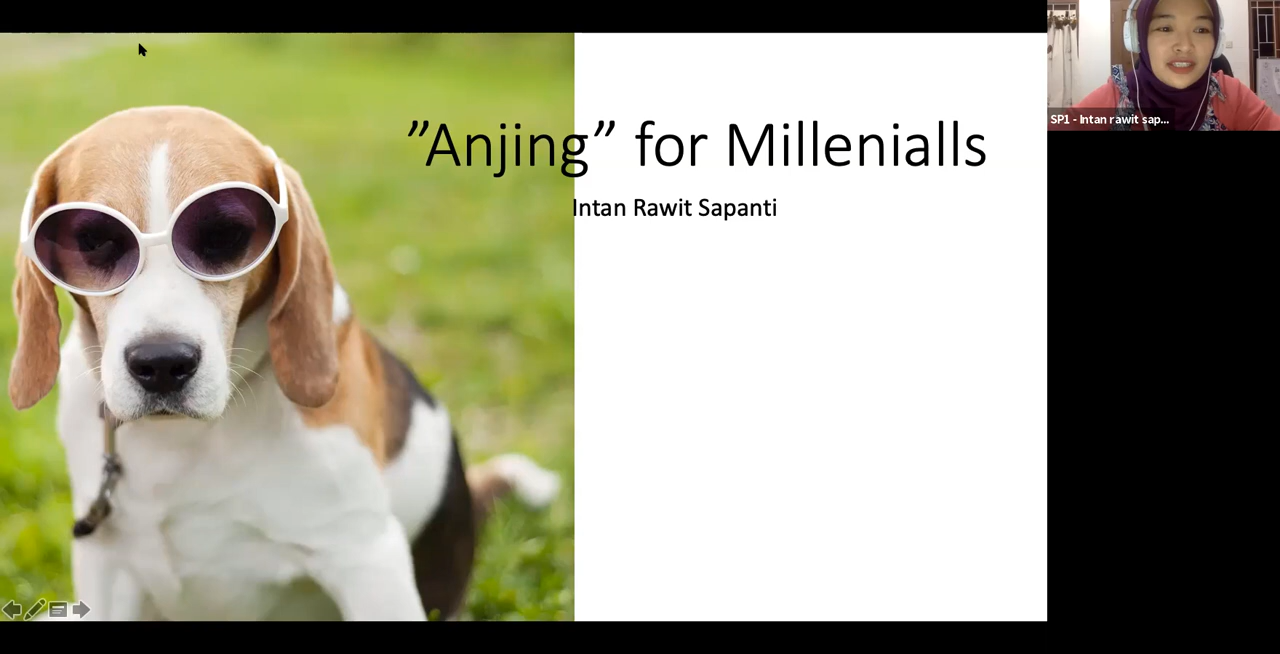 ”Anjing” for Millenialls
Intan Rawit Sapanti
SP1 - Intan rawit sap...